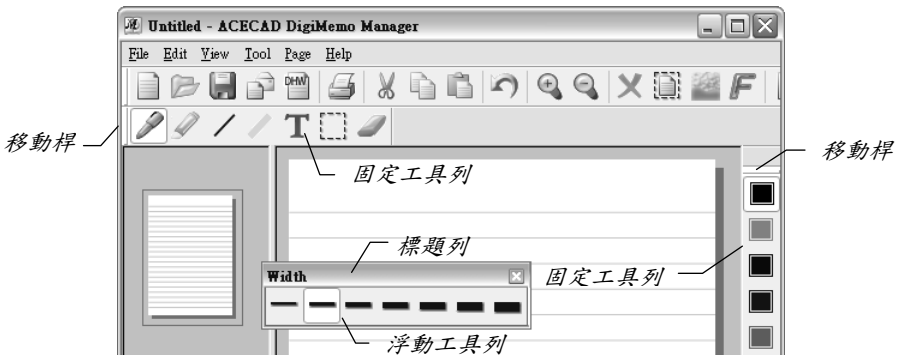 Untitled - ACECAD DigiMemo Manager
File Edit View Tool Page Help
DHW
移動桿
固定工具列
移動桿
標題列
Width
固定工具列
浮動工具列